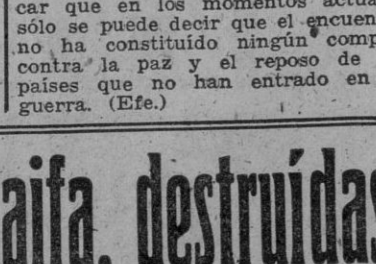 car que en los momentos actua
sólo se puede decir que el encuen
no ha constituído ningún comp
contra la paz y el reposo de
países que no han entrado en
guerra. (Efe.)
aifa, destruídas